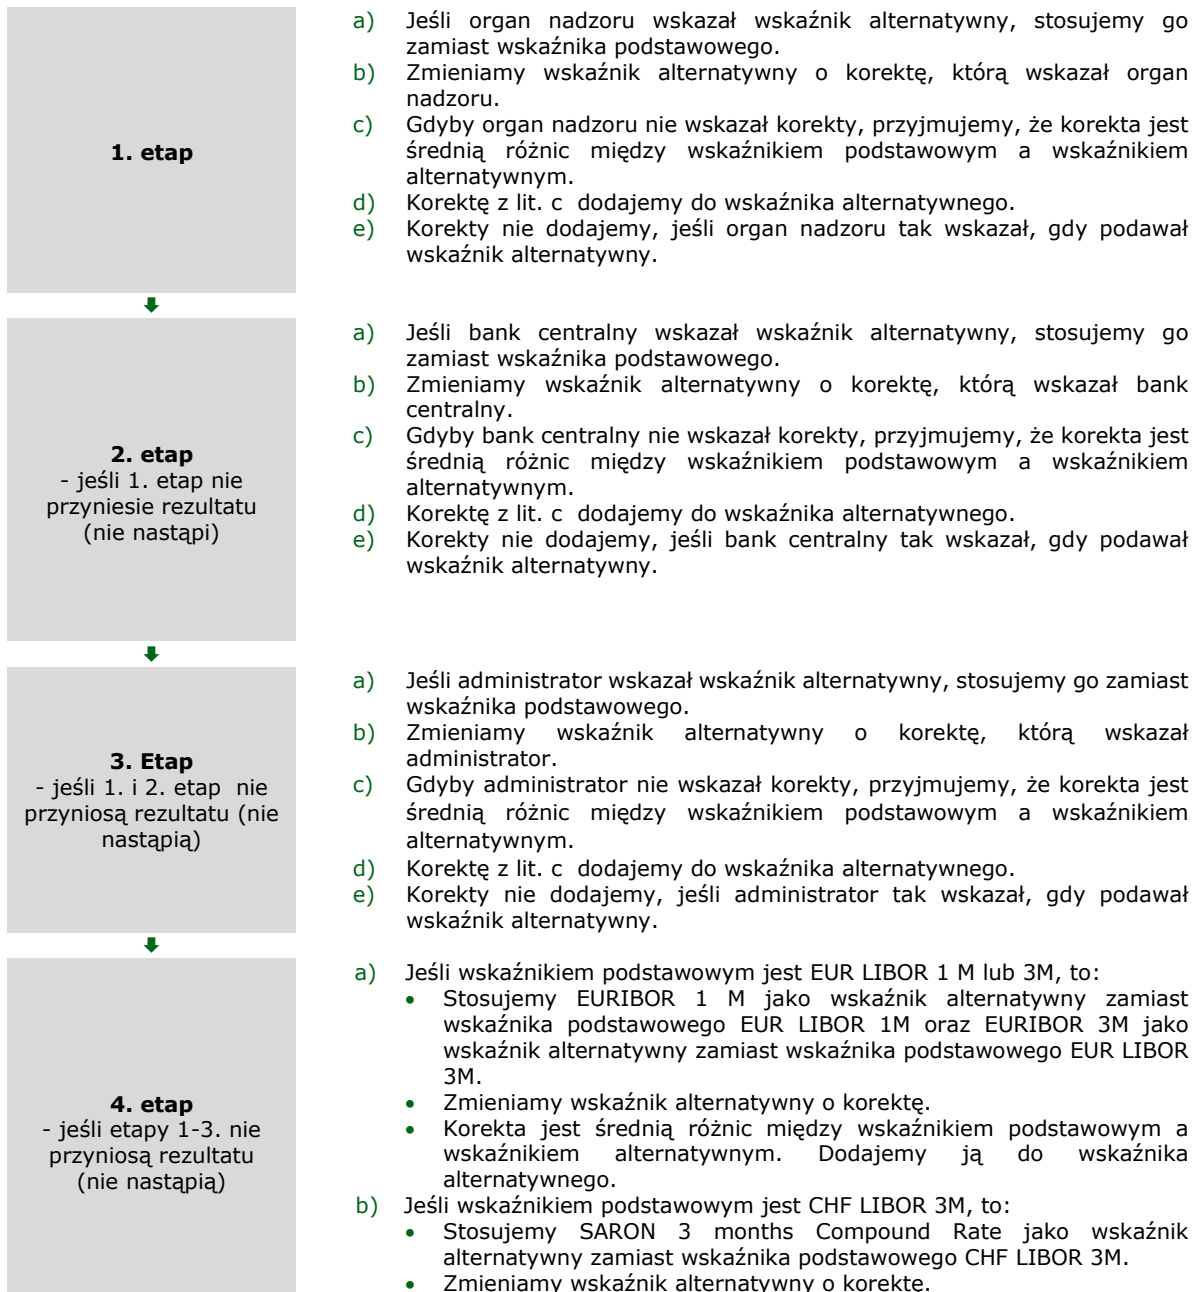 1. etap
a) Jeśli organ nadzoru wskazał wskaźnik alternatywny, stosujemy go
zamiast wskaźnika podstawowego.
b) Zmieniamy wskaźnik alternatywny o korektę, którą wskazał organ
nadzoru.
c) Gdyby organ nadzoru nie wskazał korekty, przyjmujemy, że korekta jest
średnią różnic między wskaźnikiem podstawowym a wskaźnikiem
alternatywnym.
d) Korektę z lit. c dodajemy do wskaźnika alternatywnego.
e) Korekty nie dodajemy, jeśli organ nadzoru tak wskazał, gdy podawał
wskaźnik alternatywny.
2. etap
- jeśli 1. etap nie
przyniesie rezultatu
(nie nastąpi)
a) Jeśli bank centralny wskazał wskaźnik alternatywny, stosujemy go
zamiast wskaźnika podstawowego.
b) Zmieniamy wskaźnik alternatywny o korektę, którą wskazał bank
centralny.
c) Gdyby bank centralny nie wskazał korekty, przyjmujemy, że korekta jest
średnią różnic między wskaźnikiem podstawowym a wskaźnikiem
alternatywnym.
d) Korektę z lit. c dodajemy do wskaźnika alternatywnego.
e) Korekty nie dodajemy, jeśli bank centralny tak wskazał, gdy podawał
wskaźnik alternatywny.
3. Etap
- jeśli 1. i 2. etap nie
przyniosą rezultatu (nie
nastąpią)
a) Jeśli administrator wskazał wskaźnik alternatywny, stosujemy go zamiast
wskaźnika podstawowego.
b) Zmieniamy wskaźnik alternatywny o korektę, którą wskazał
administrator.
c) Gdyby administrator nie wskazał korekty, przyjmujemy, że korekta jest
średnią różnic między wskaźnikiem podstawowym a wskaźnikiem
alternatywnym.
d) Korektę z lit. c dodajemy do wskaźnika alternatywnego.
e) Korekty nie dodajemy, jeśli administrator tak wskazał, gdy podawał
wskaźnik alternatywny.
4. etap
- jeśli etapy 1-3. nie
przyniosą rezultatu
(nie nastąpią)
a) Jeśli wskaźnikiem podstawowym jest EUR LIBOR 1 M lub 3M, to:
• Stosujemy EURIBOR 1 M jako wskaźnik alternatywny zamiast
wskaźnika podstawowego EUR LIBOR 1M oraz EURIBOR 3M jako
wskaźnik alternatywny zamiast wskaźnika podstawowego EUR LIBOR
3M.
• Zmieniamy wskaźnik alternatywny o korektę.
• Korekta jest średnią różnic między wskaźnikiem podstawowym a
wskaźnikiem alternatywnym. Dodajemy ją do wskaźnika
alternatywnego.
b) Jeśli wskaźnikiem podstawowym jest CHF LIBOR 3M, to:
• Stosujemy SARON 3 months Compound Rate jako wskaźnik
alternatywny zamiast wskaźnika podstawowego CHF LIBOR 3M.
• Zmieniamy wskaźnik alternatywny o korektę.